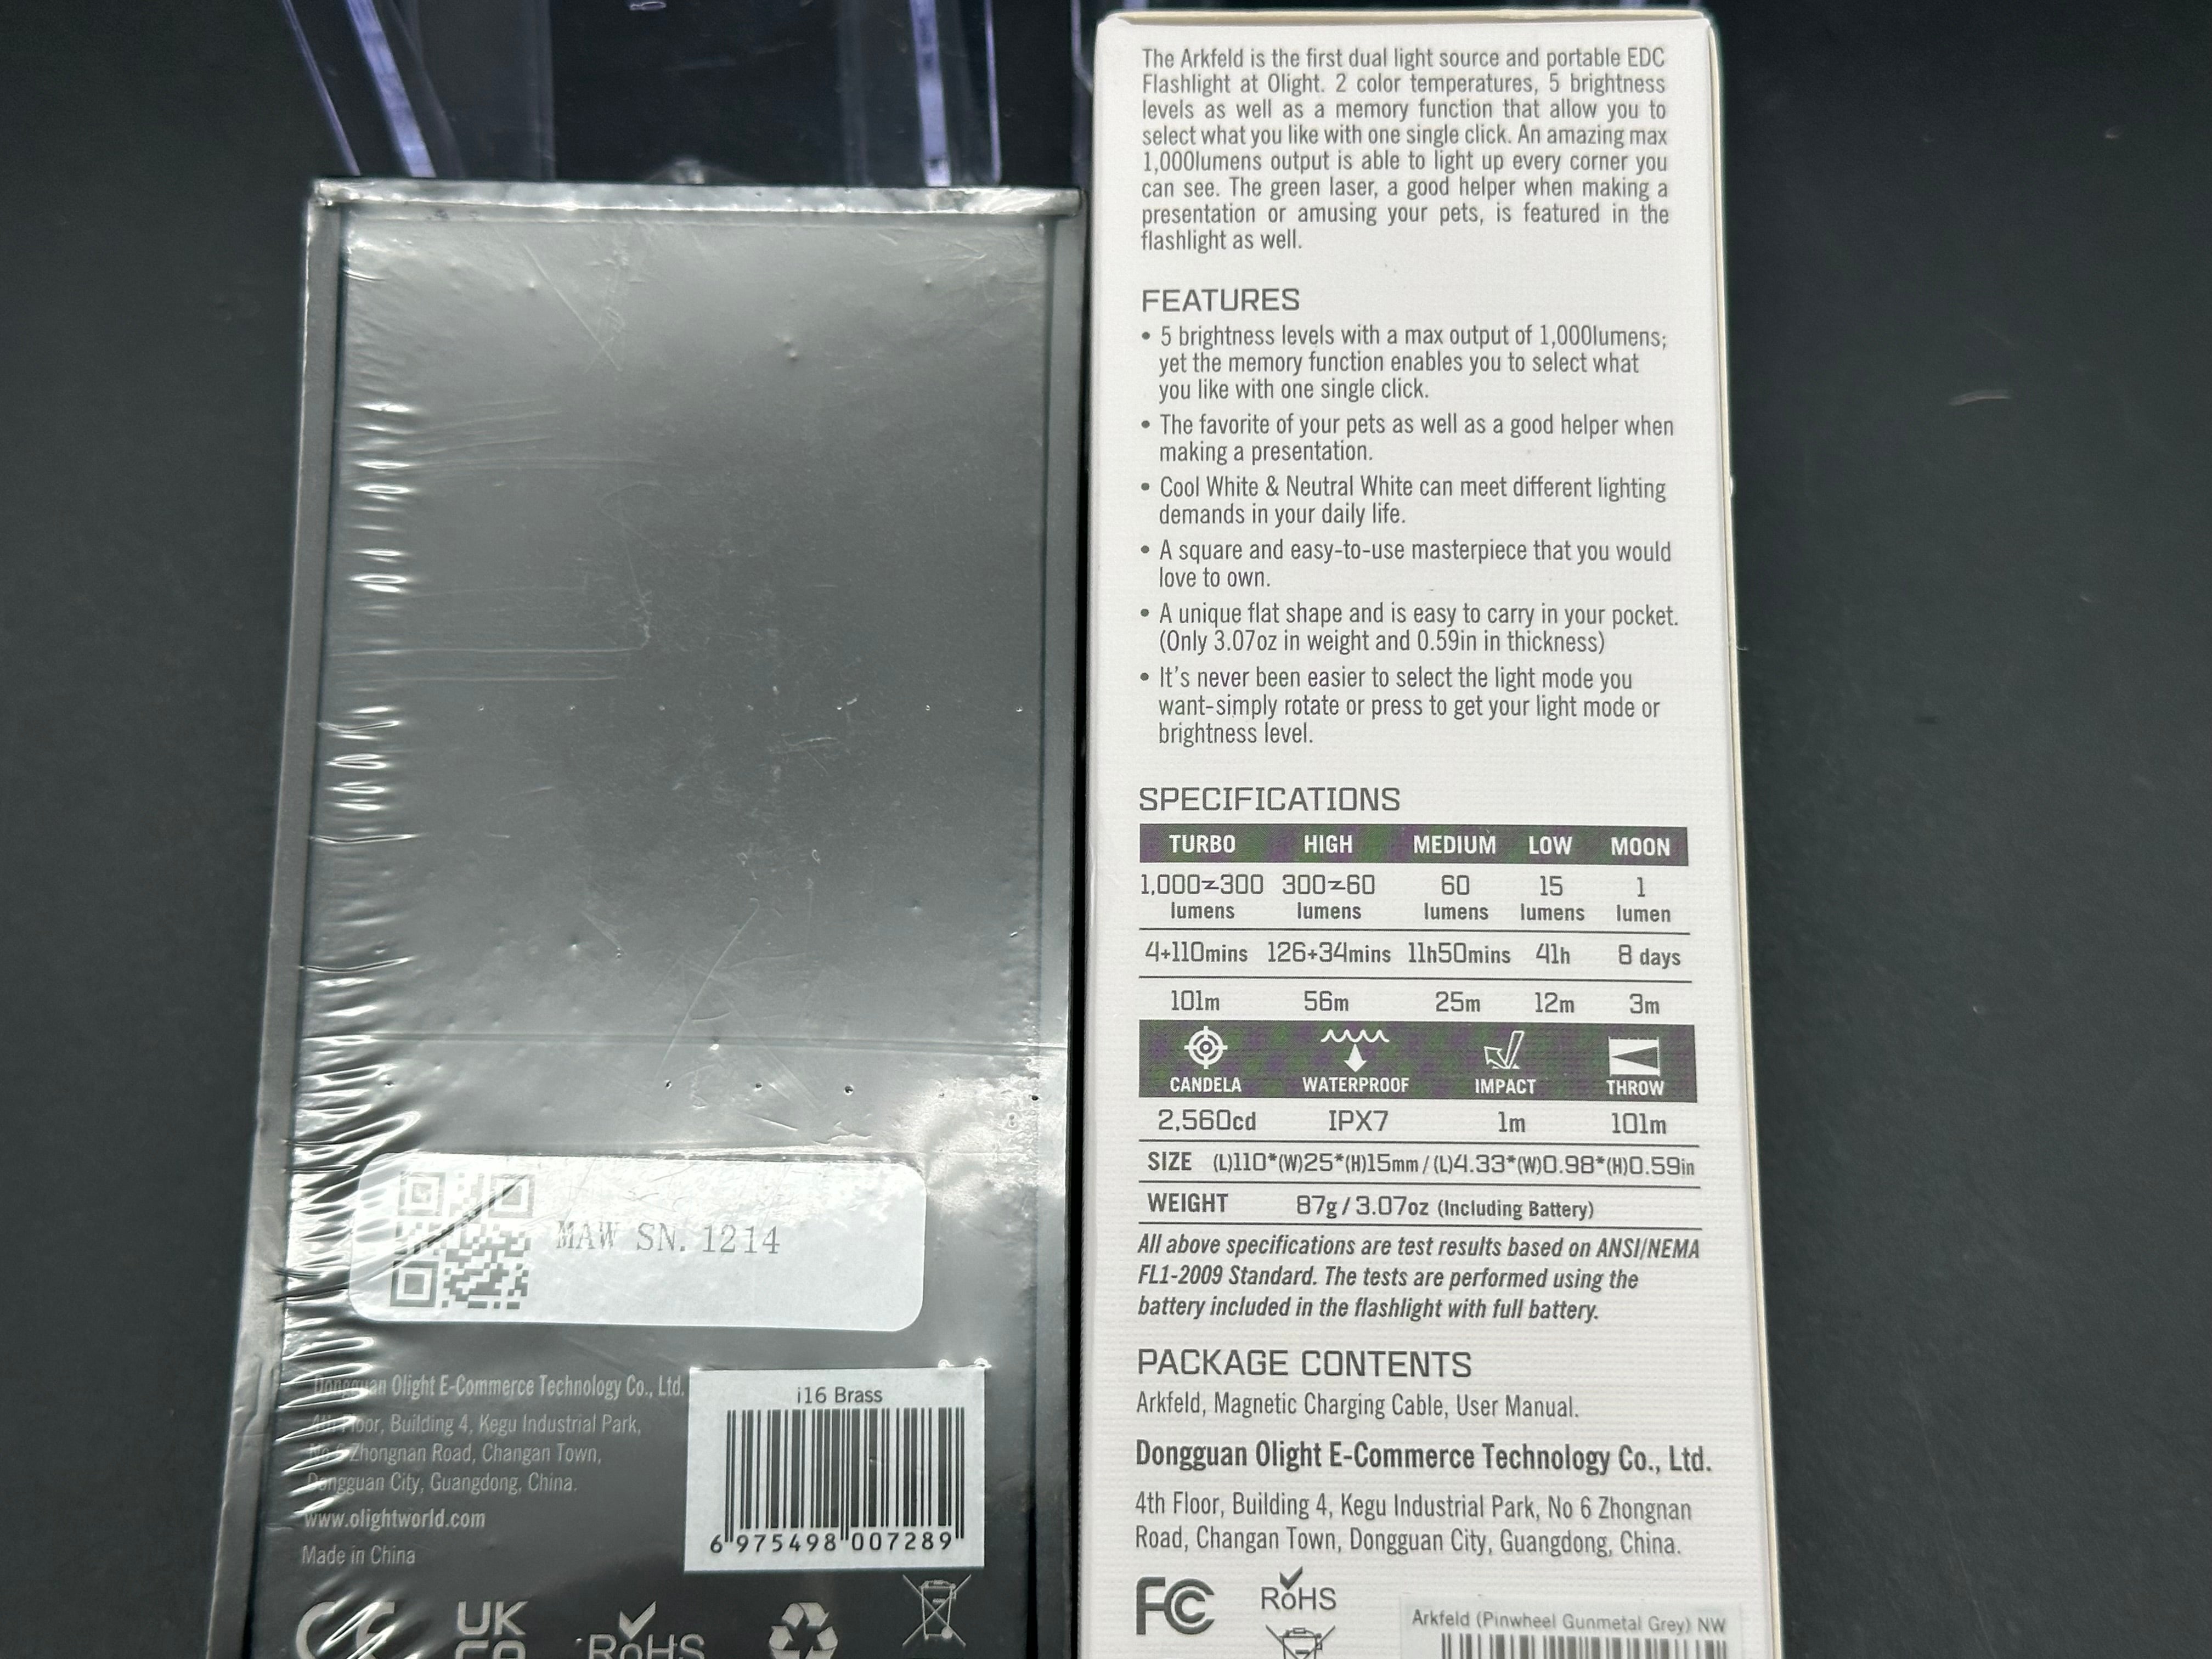 MAW SN. 1214
Dongguan Olight E-Commerce Technology Co., Ltd.
4th Floor, Building 4, Kegu Industrial Park,
No 6 Zhongnan Road, Changan Town,
Dongguan City, Guangdong, China.
www.olightworld.com
Made in China
i16 Brass
6 975498 007289
CE
UK
CA
RoHS
The Arkfeld is the first dual light source and portable EDC
Flashlight at Olight. 2 color temperatures, 5 brightness
levels as well as a memory function that allow you to
select what you like with one single click. An amazing max
1,000lumens output is able to light up every corner you
can see. The green laser, a good helper when making a
presentation or amusing your pets, is featured in the
flashlight as well.
FEATURES
• 5 brightness levels with a max output of 1,000lumens;
yet the memory function enables you to select what
you like with one single click.
• The favorite of your pets as well as a good helper when
making a presentation.
• Cool White & Neutral White can meet different lighting
demands in your daily life.
• A square and easy-to-use masterpiece that you would
love to own.
• A unique flat shape and is easy to carry in your pocket.
(Only 3.07oz in weight and 0.59in in thickness)
• It's never been easier to select the light mode you
want-simply rotate or press to get your light mode or
brightness level.
SPECIFICATIONS
TURBO HIGH MEDIUM LOW MOON
1,000~300 300~60 60 15 1
lumens lumens lumens lumens lumen
4+110mins 126+34mins 11h50mins 41h 8 days
101m 56m 25m 12m 3m
CANDELA WATERPROOF IMPACT THROW
2,560cd IPX7 1m 101m
SIZE (L)110*(W)25*(H)15mm / (L)4.33*(W)0.98*(H)0.59in
WEIGHT 87g / 3.07oz (Including Battery)
All above specifications are test results based on ANSI/NEMA
FL1-2009 Standard. The tests are performed using the
battery included in the flashlight with full battery.
PACKAGE CONTENTS
Arkfeld, Magnetic Charging Cable, User Manual.
Dongguan Olight E-Commerce Technology Co., Ltd.
4th Floor, Building 4, Kegu Industrial Park, No 6 Zhongnan
Road, Changan Town, Dongguan City, Guangdong, China.
FC RoHS
Arkfeld (Pinwheel Gunmetal Grey) NW